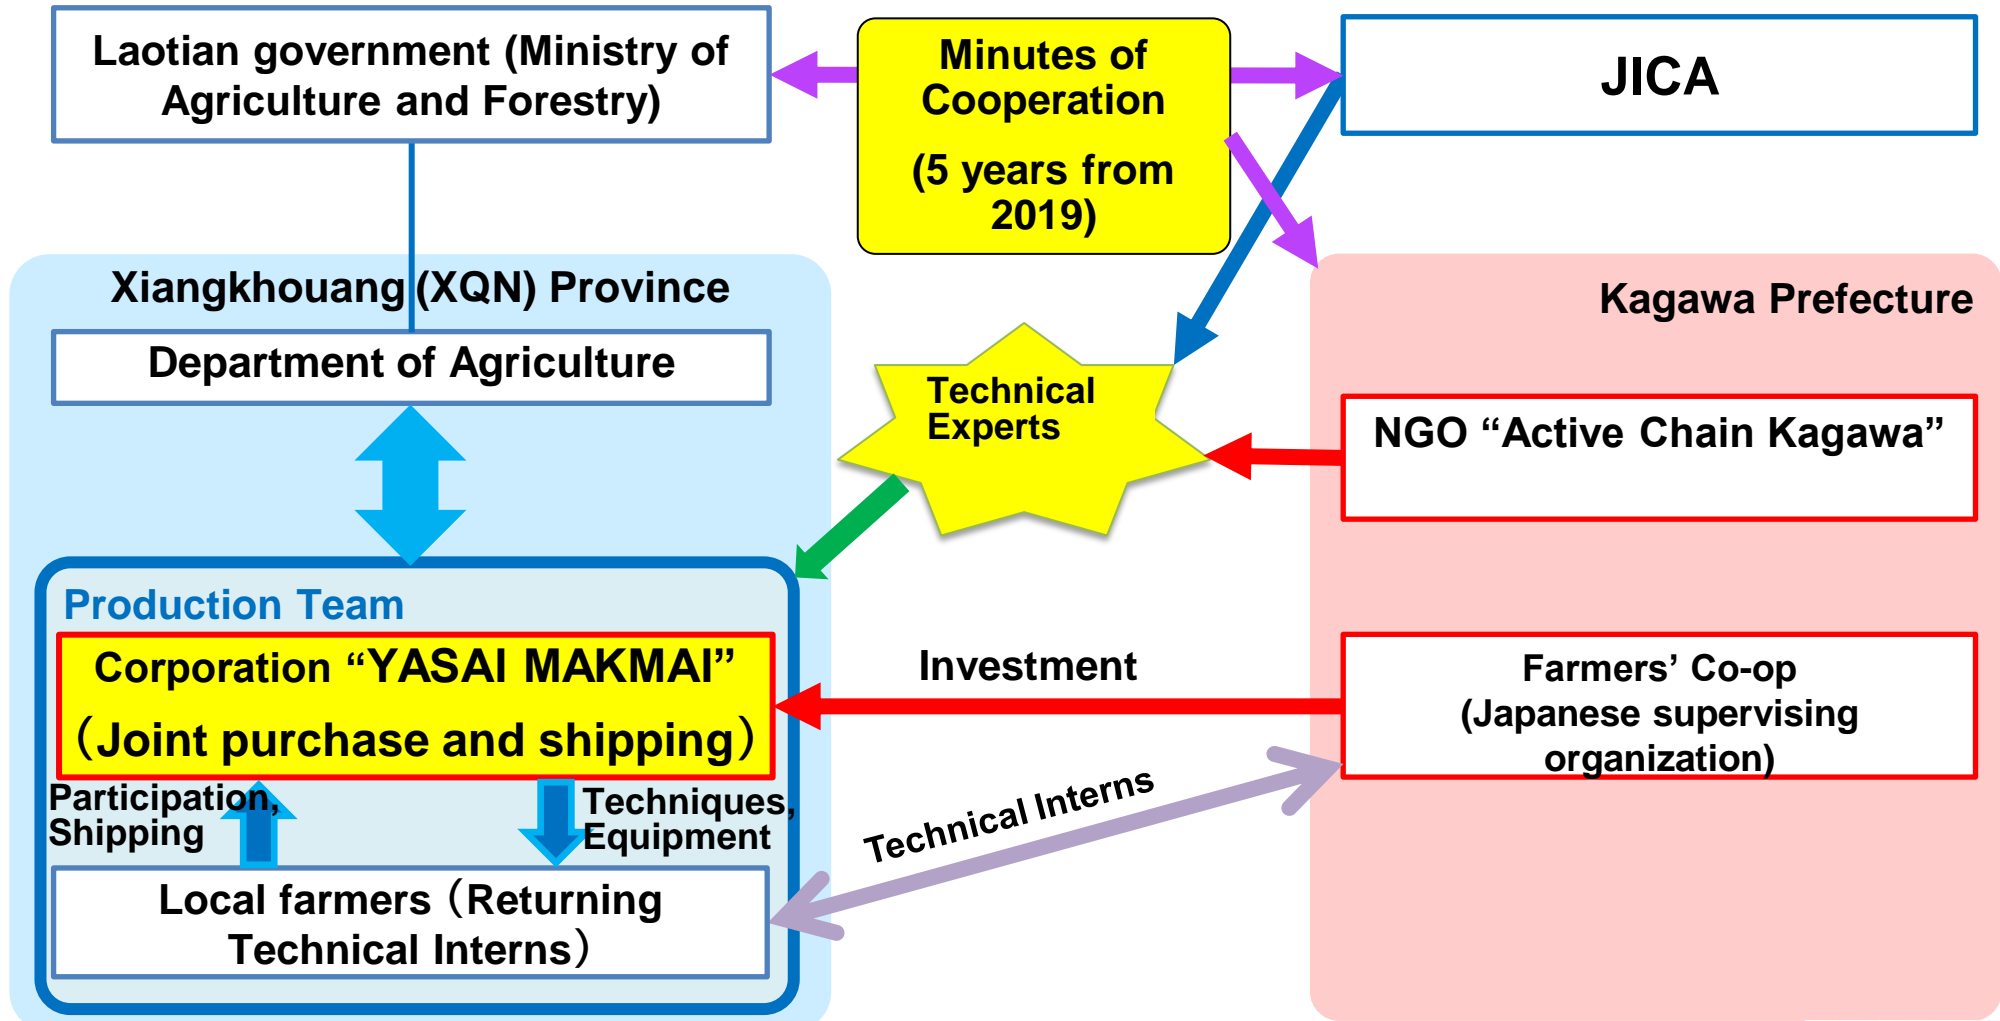 Laotian government (Ministry of
Agriculture and Forestry)
Minutes of
Cooperation
(5 years from
2019)
JICA
Xiangkhouang (XQN) Province
Kagawa Prefecture
Department of Agriculture
Technical
Experts
NGO “Active Chain Kagawa”
Production Team
Corporation “YASAI MAKMAI”
（Joint purchase and shipping）
Investment
Farmers’ Co-op
(Japanese supervising
organization)
Participation,
Shipping
Techniques,
Equipment
Technical Interns
Local farmers（Returning
Technical Interns）